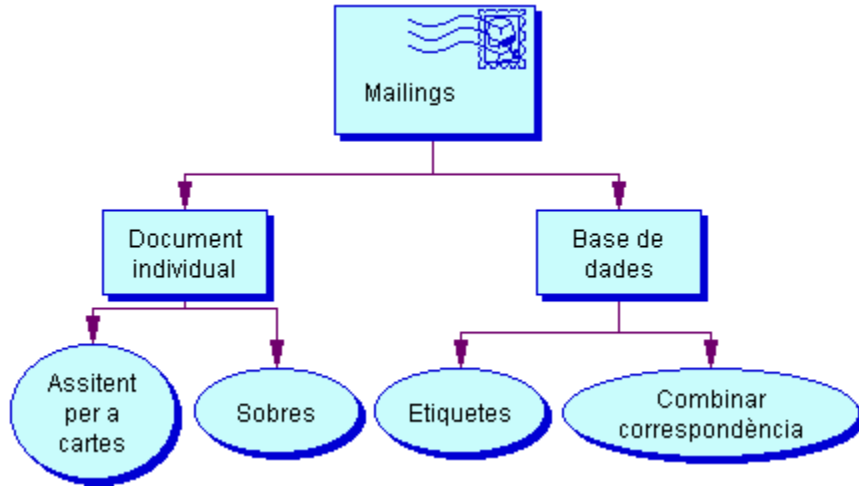 Mailings
Document
individual
Base de
dades
Assitent
per a
cartes
Sobres
Etiquetes
Combinar
correspondència